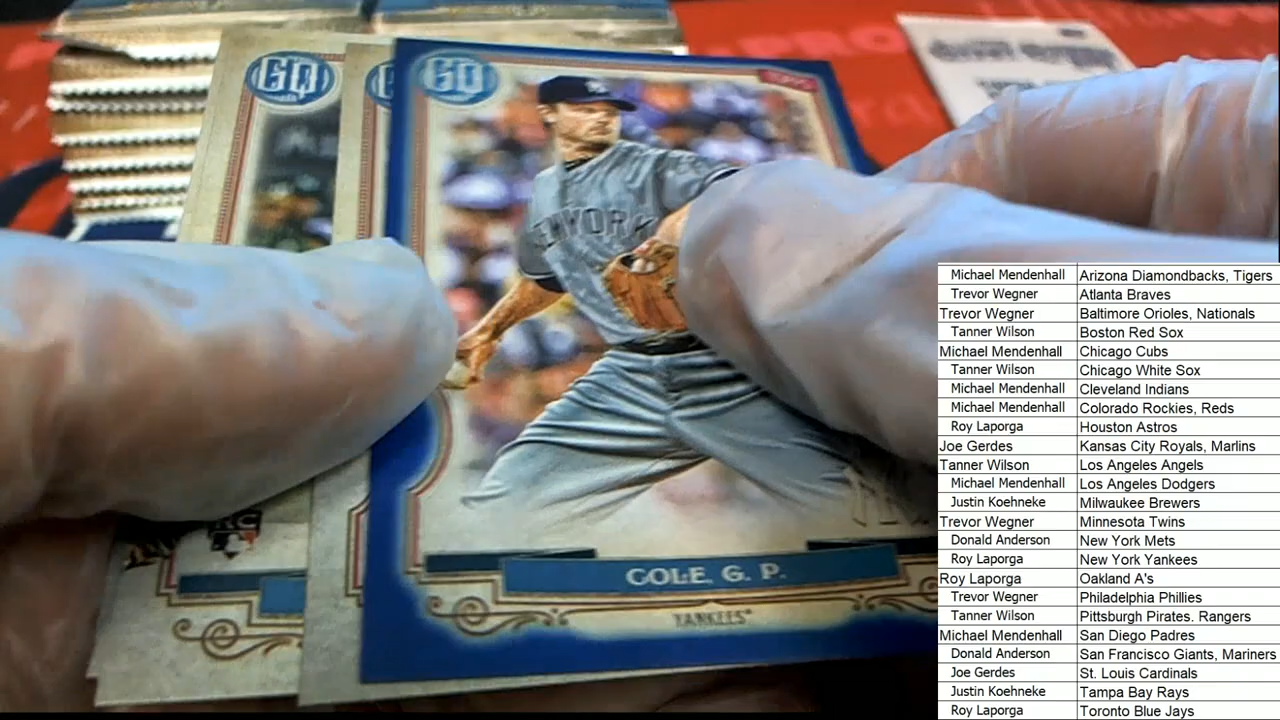 GQ
GQ
TOPPS
NEW YORK
RC
COLE, G. P.
YANKEES
Michael Mendenhall Arizona Diamondbacks, Tigers
Trevor Wegner Atlanta Braves
Trevor Wegner Baltimore Orioles, Nationals
Tanner Wilson Boston Red Sox
Michael Mendenhall Chicago Cubs
Tanner Wilson Chicago White Sox
Michael Mendenhall Cleveland Indians
Michael Mendenhall Colorado Rockies, Reds
Roy Laporga Houston Astros
Joe Gerdes Kansas City Royals, Marlins
Tanner Wilson Los Angeles Angels
Michael Mendenhall Los Angeles Dodgers
Justin Koehneke Milwaukee Brewers
Trevor Wegner Minnesota Twins
Donald Anderson New York Mets
Roy Laporga New York Yankees
Roy Laporga Oakland A's
Trevor Wegner Philadelphia Phillies
Tanner Wilson Pittsburgh Pirates. Rangers
Michael Mendenhall San Diego Padres
Donald Anderson San Francisco Giants, Mariners
Joe Gerdes St. Louis Cardinals
Justin Koehneke Tampa Bay Rays
Roy Laporga Toronto Blue Jays